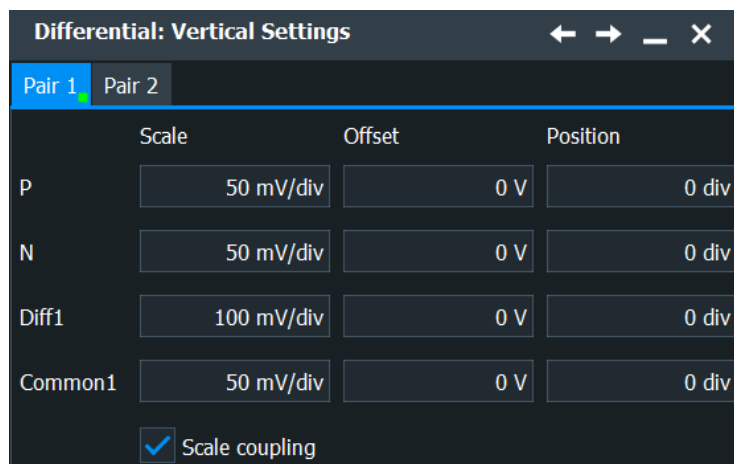 Differential: Vertical Settings
Pair 1 Pair 2
Scale Offset Position
P 50 mV/div 0 V 0 div
N 50 mV/div 0 V 0 div
Diff1 100 mV/div 0 V 0 div
Common1 50 mV/div 0 V 0 div
Scale coupling